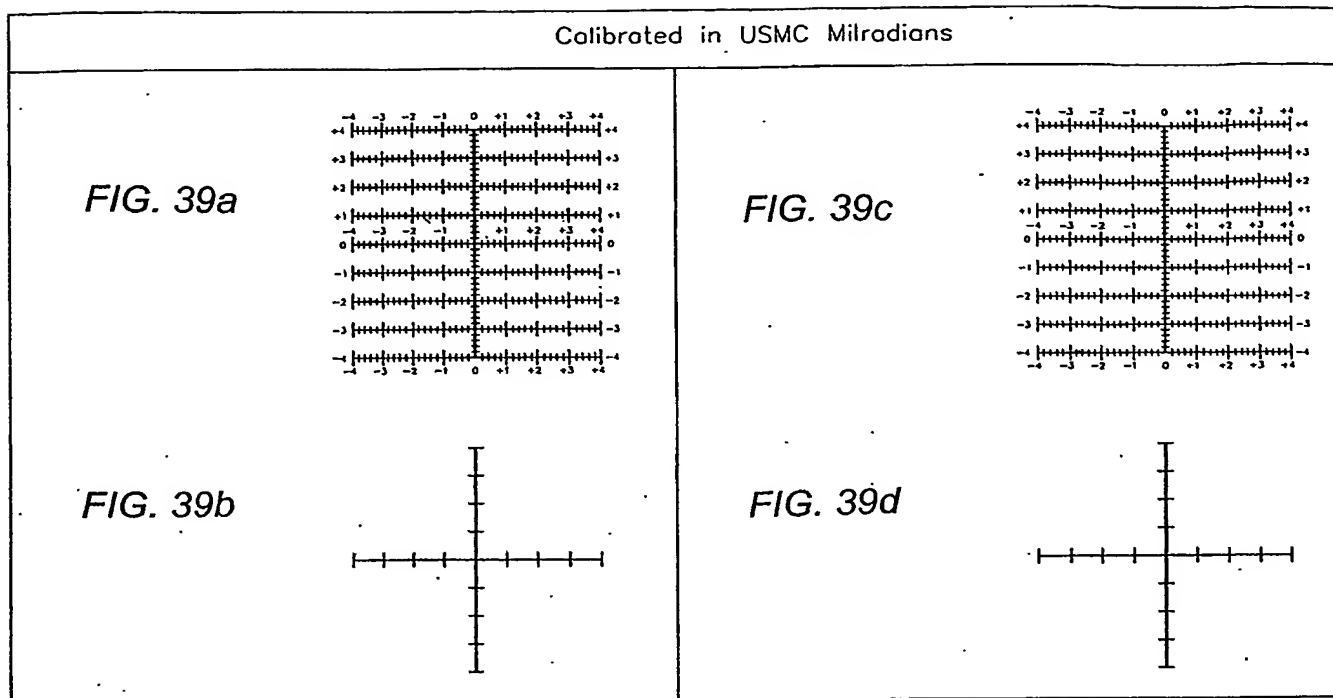 Calibrated in USMC Milradians
FIG. 39a
-4 -3 -2 -1 0 +1 +2 +3 +4
+4 +4
+3 +3
+2 +2
+1 +1
-4 -3 -2 -1 +1 +2 +3 +4
0 0
-1 -1
-2 -2
-3 -3
-4 -4
-4 -3 -2 -1 0 +1 +2 +3 +4
FIG. 39b
FIG. 39c
-4 -3 -2 -1 0 +1 +2 +3 +4
+4 +4
+3 +3
+2 +2
+1
-4 -3 -2 -1 +1 +2 +3 +4
0 0
-1 -1
-2 -2
-3 -3
-4 -4
-4 -3 -2 -1 0 +1 +2 +3 +4
FIG. 39d